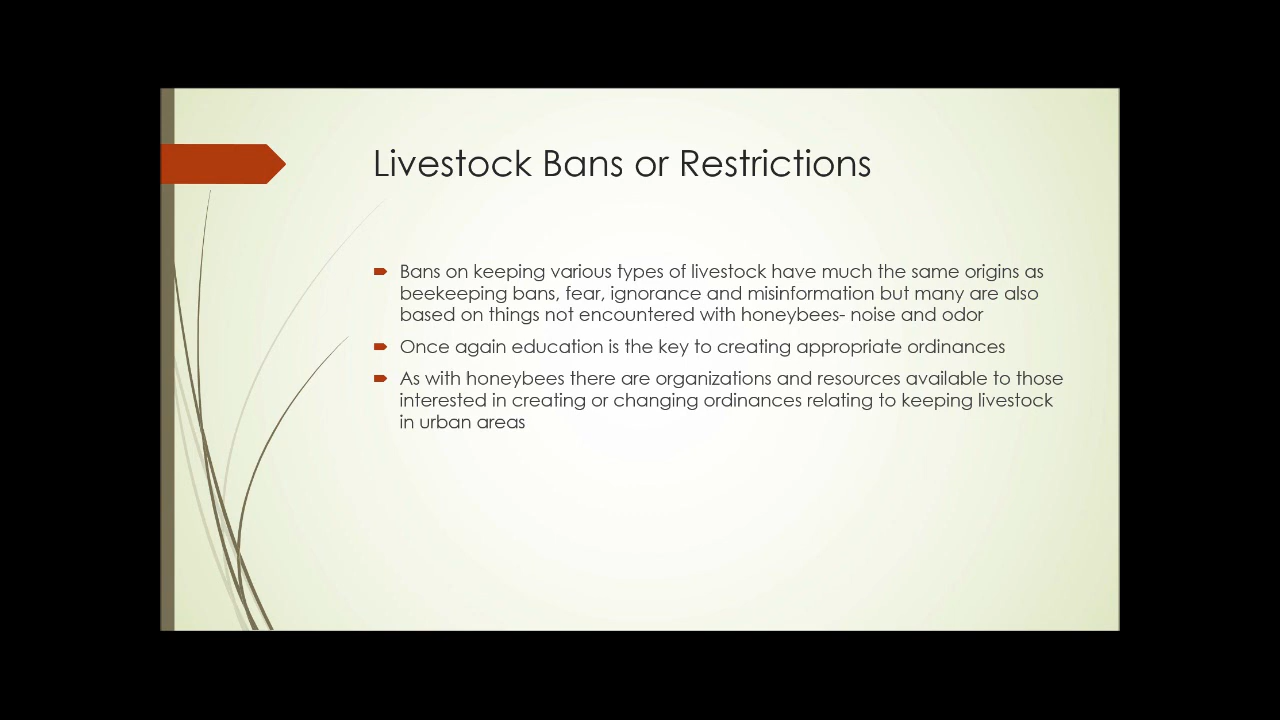 Livestock Bans or Restrictions
Bans on keeping various types of livestock have much the same origins as
beekeeping bans, fear, ignorance and misinformation but many are also
based on things not encountered with honeybees- noise and odor
Once again education is the key to creating appropriate ordinances
As with honeybees there are organizations and resources available to those
interested in creating or changing ordinances relating to keeping livestock
in urban areas